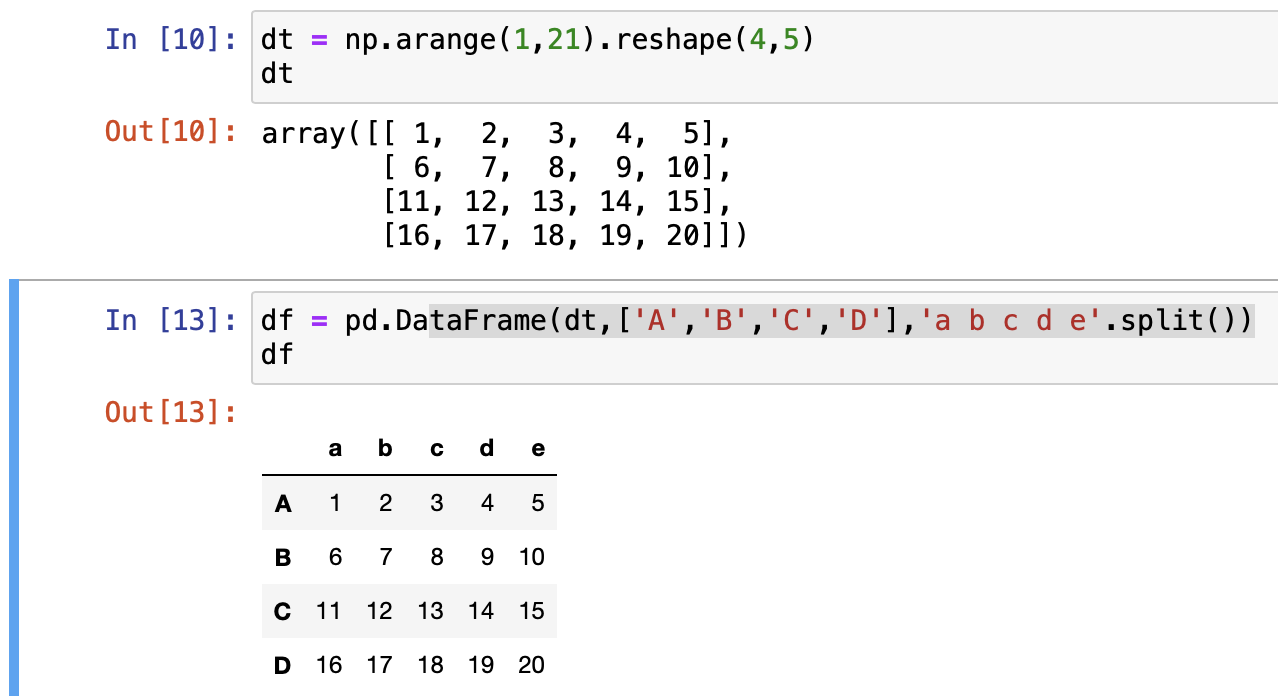 In [10]: dt = np.arange(1,21).reshape(4,5)
dt
Out[10]: array([[ 1,  2,  3,  4,  5],
[ 6,  7,  8,  9, 10],
[11, 12, 13, 14, 15],
[16, 17, 18, 19, 20]])
In [13]: df = pd.DataFrame(dt,['A','B','C','D'],'a b c d e'.split())
df
Out[13]:
a b c d e
A 1 2 3 4 5
B 6 7 8 9 10
C 11 12 13 14 15
D 16 17 18 19 20